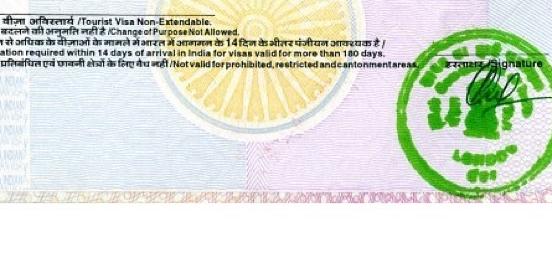 वीज़ा अविस्तार्य /Tourist Visa Non-Extendable.
बदलने की अनुमति नहीं है /Change of Purpose Not Allowed.
न से अधिक के वीज़ाओं के मामले में भारत में आगमन के 14 दिन के भीतर पंजीयन आवश्यक है /
ation required within 14 days of arrival in India for visas valid for more than 180 days.
प्रतिबंधित एवं छावनी क्षेत्रों के लिए वैध नहीं /Not valid for prohibited, restricted and cantonment areas.
हस्ताक्षर /Signature
LONDON